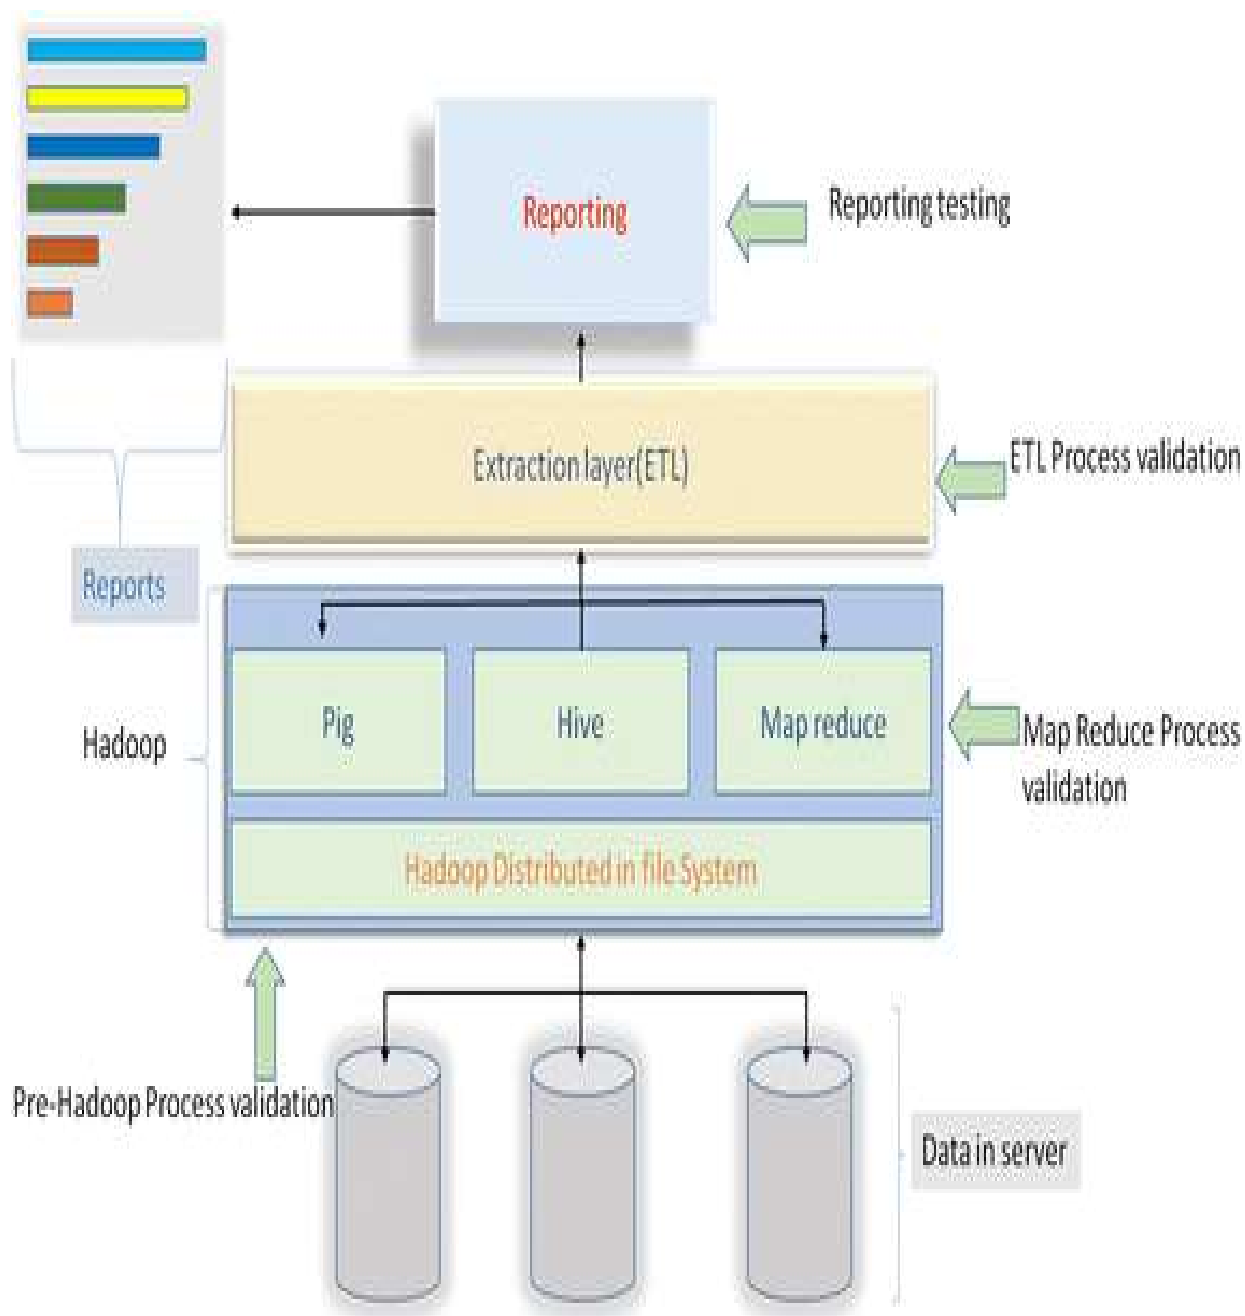 Reporting
Reporting testing
Extraction layer(ETL)
ETL Process validation
Reports
Hadoop
Pig
Hive
Map reduce
Map Reduce Process
validation
Hadoop Distributed in file System
Pre-Hadoop Process validation
Data in server